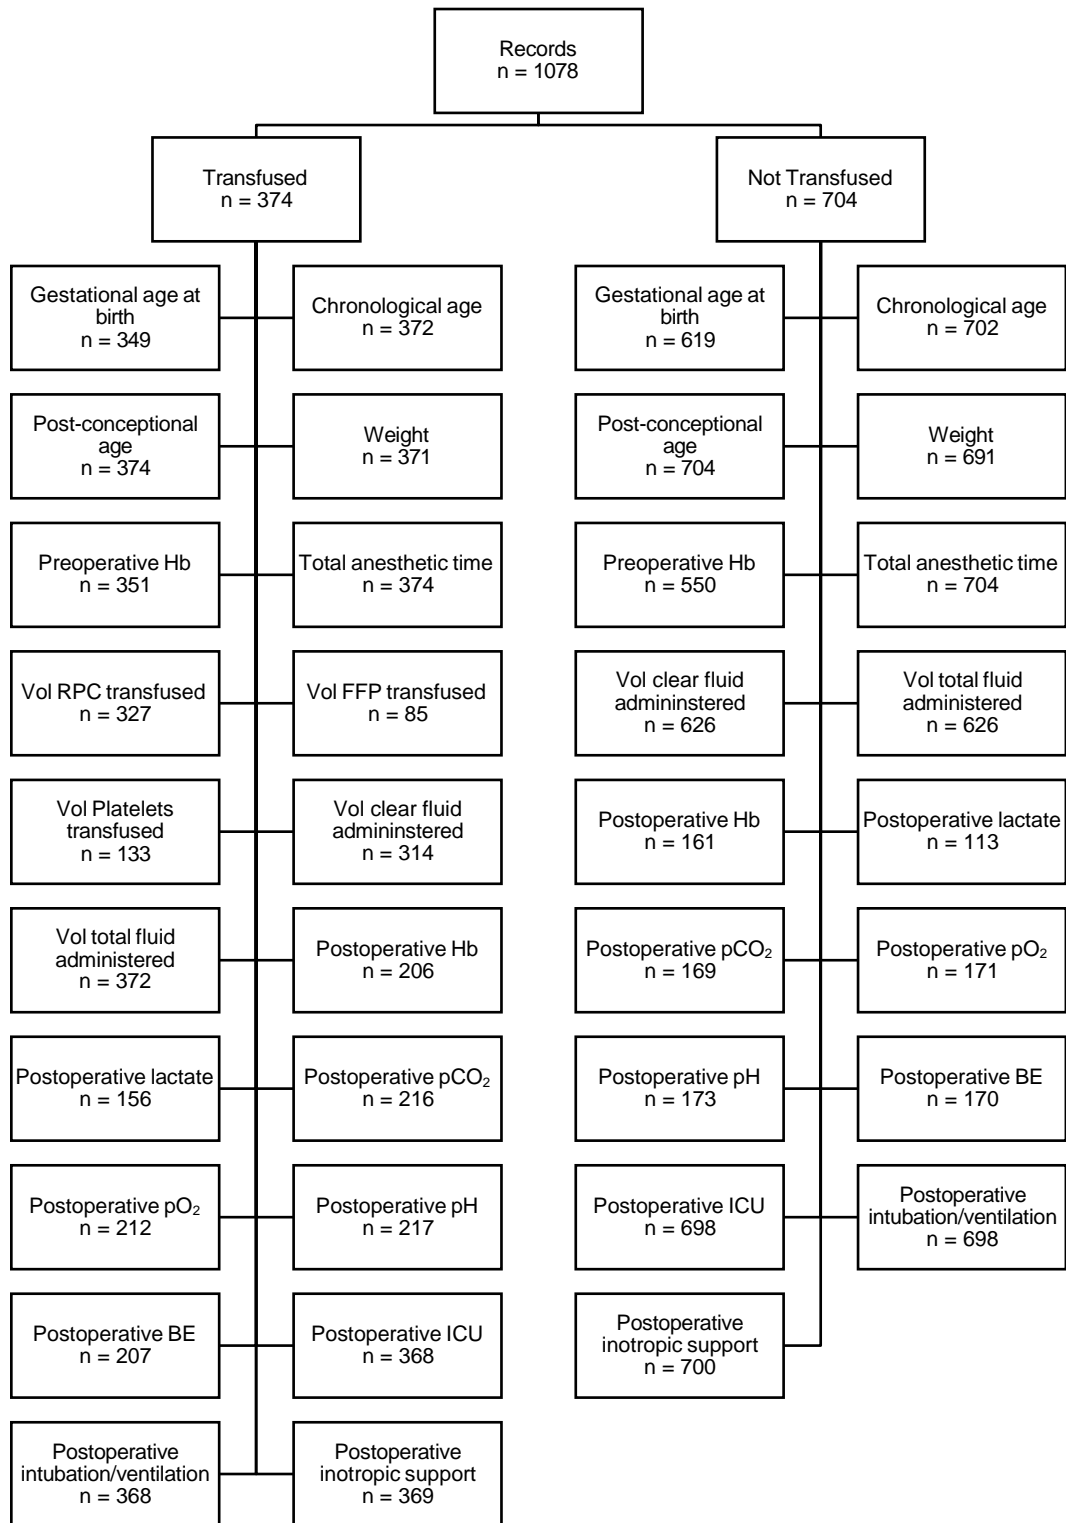 Records
n = 1078
Transfused
n = 374
Not Transfused
n = 704
Gestational age at
birth
n = 349
Chronological age
n = 372
Gestational age at
birth
n = 619
Chronological age
n = 702
Post-conceptional
age
n = 374
Weight
n = 371
Post-conceptional
age
n = 704
Weight
n = 691
Preoperative Hb
n = 351
Total anesthetic time
n = 374
Preoperative Hb
n = 550
Total anesthetic time
n = 704
Vol RPC transfused
n = 327
Vol FFP transfused
n = 85
Vol clear fluid
admininstered
n = 626
Vol total fluid
administered
n = 626
Vol Platelets
transfused
n = 133
Vol clear fluid
admininstered
n = 314
Postoperative Hb
n = 161
Postoperative lactate
n = 113
Vol total fluid
administered
n = 372
Postoperative Hb
n = 206
Postoperative pCO₂
n = 169
Postoperative pO₂
n = 171
Postoperative lactate
n = 156
Postoperative pCO₂
n = 216
Postoperative pH
n = 173
Postoperative BE
n = 170
Postoperative pO₂
n = 212
Postoperative pH
n = 217
Postoperative ICU
n = 698
Postoperative
intubation/ventilation
n = 698
Postoperative BE
n = 207
Postoperative ICU
n = 368
Postoperative
inotropic support
n = 700
Postoperative
intubation/ventilation
n = 368
Postoperative
inotropic support
n = 369